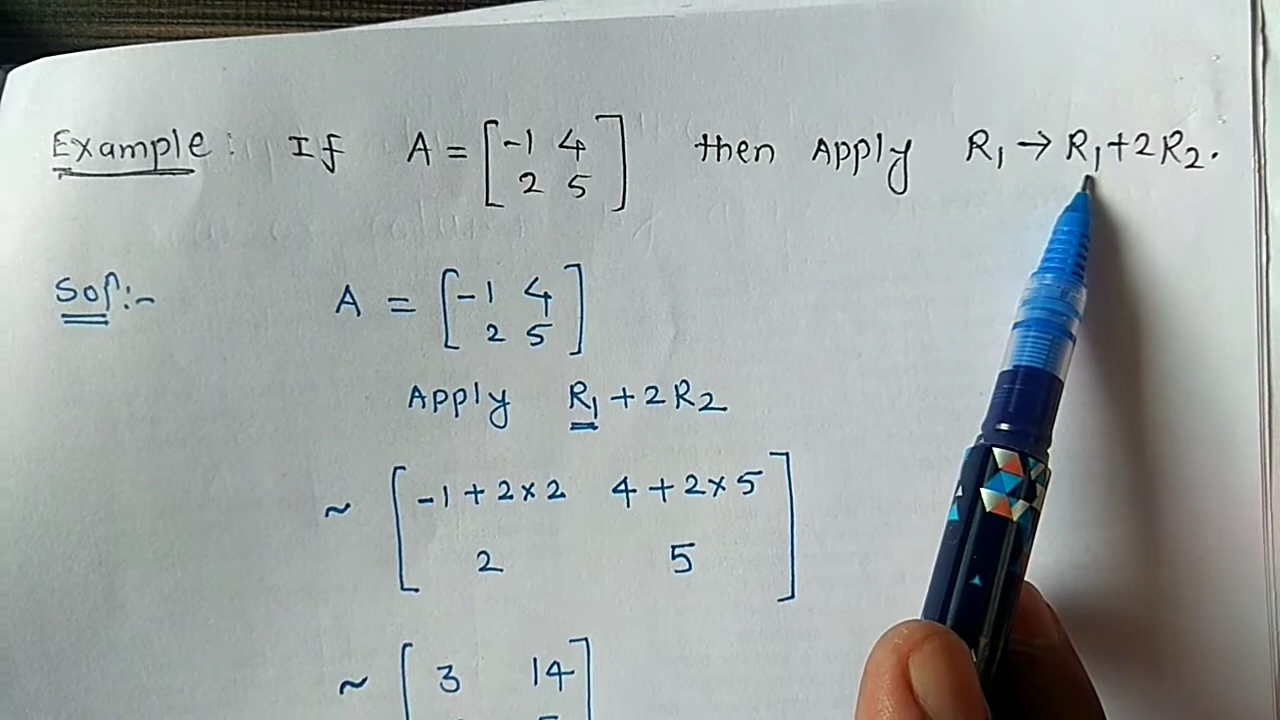 Example: If A = [-1 4 then Apply R₁ → R₁+2R₂.
2 5]
Sol:- A = [-1 4
2 5]
Apply R₁ + 2R₂
~ [-1 + 2×2 4 + 2×5
2 5]
~ [3 14]